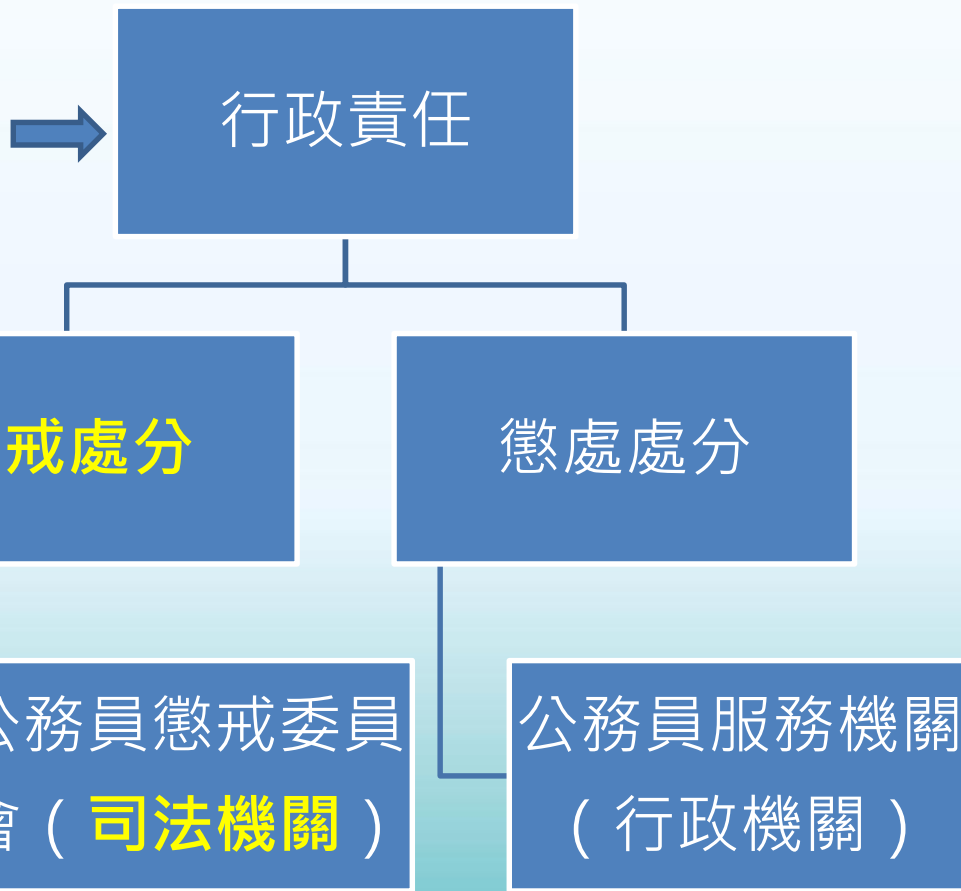 行政責任
戒處分
懲處處分
公務員懲戒委員
會（司法機關）
公務員服務機關
（行政機關）